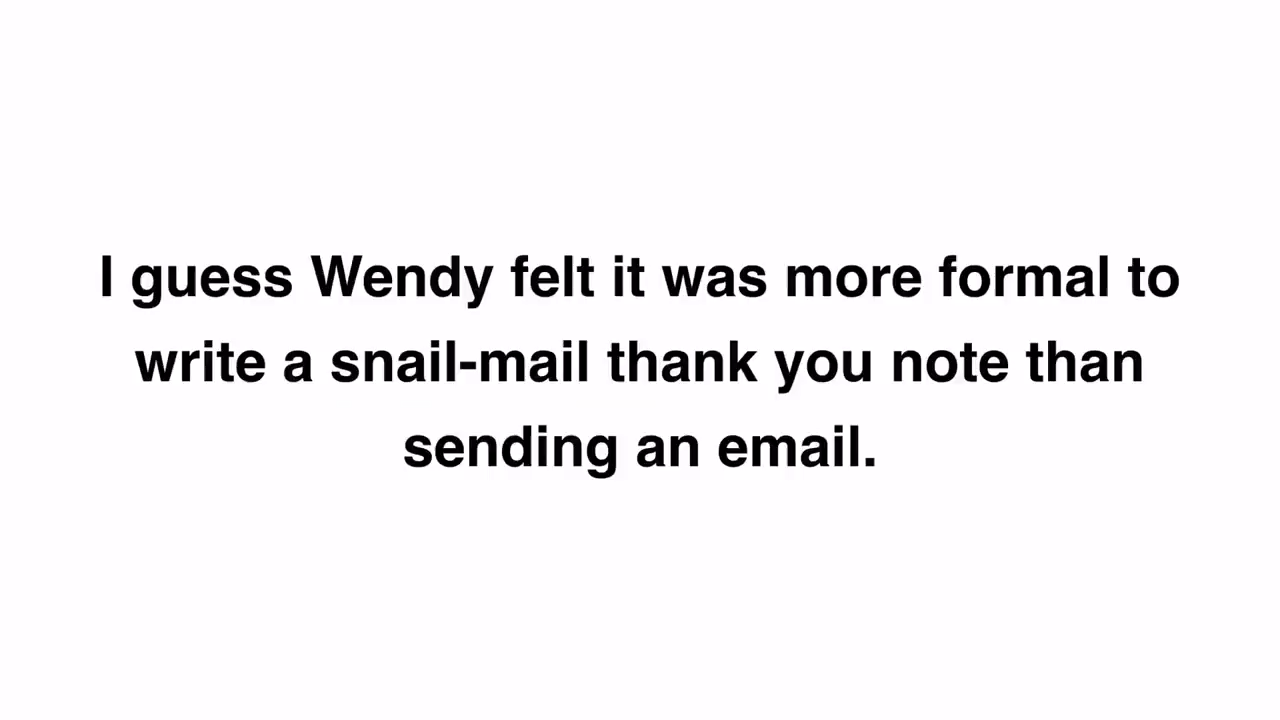 I guess Wendy felt it was more formal to
write a snail-mail thank you note than
sending an email.